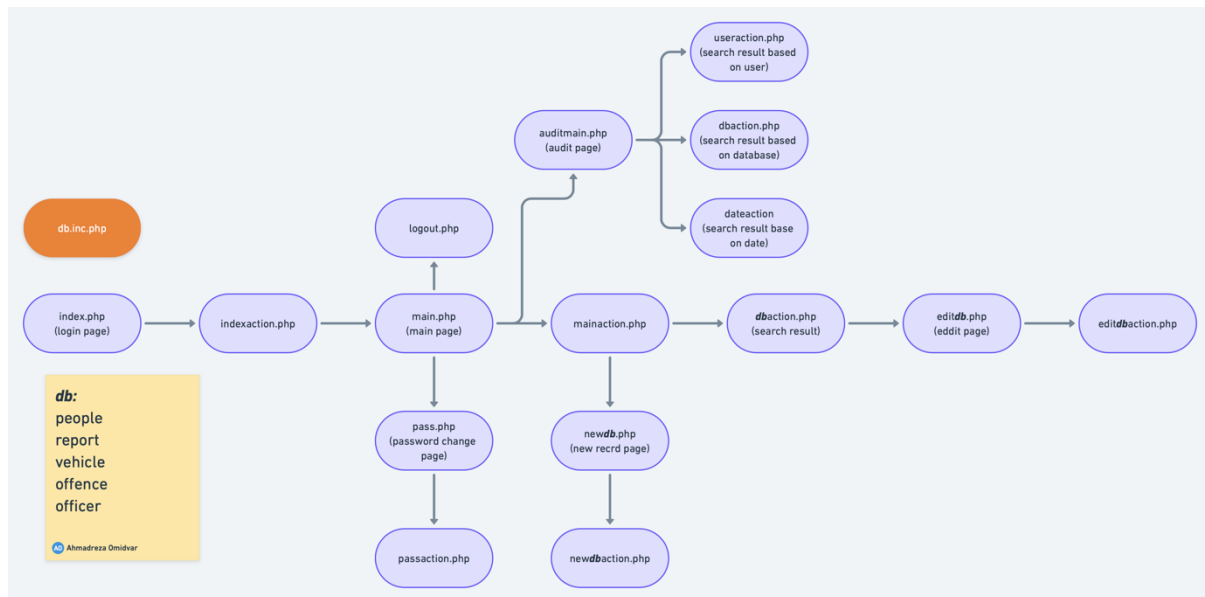 useraction.php
(search result based
on user)
auditmain.php
(audit page)
dbaction.php
(search result based
on database)
db.inc.php
logout.php
dateaction
(search result base
on date)
index.php
(login page)
indexaction.php
main.php
(main page)
mainaction.php
dbaction.php
(search result)
editdb.php
(eddit page)
editdbaction.php
db:
people
report
vehicle
offence
officer
AO Ahmadreza Omidvar
pass.php
(password change
page)
newdb.php
(new recrd page)
passaction.php
newdbaction.php